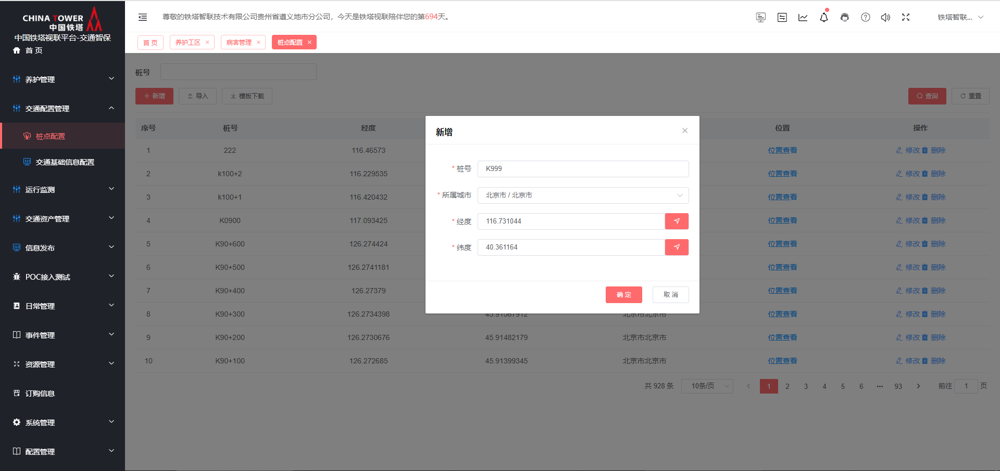 CHINA TOWER
中国铁塔
中国铁塔视联平台-交通智保
首 页
养护管理
交通配置管理
桩点配置
交通基础信息配置
运行监测
交通资产管理
信息发布
POC接入测试
日常管理
事件管理
资源管理
订购信息
系统管理
配置管理
尊敬的铁塔智联技术有限公司贵州省遵义地市分公司，今天是铁塔视联陪伴您的第694天。
铁塔智联...
首 页 养护工区 × 病害管理 × 桩点配置 ×
桩号
新增 导入 模板下载 查询 重置
序号 桩号 经度 位置 操作
1 222 116.46573 位置查看 修改 删除
2 k100+2 116.229535 位置查看 修改 删除
3 k100+1 116.420432 位置查看 修改 删除
4 K0900 117.093425 位置查看 修改 删除
5 K90+600 126.274424 位置查看 修改 删除
6 K90+500 126.2741181 位置查看 修改 删除
7 K90+400 126.27379 位置查看 修改 删除
8 K90+300 126.2734398 45.91567912 北京市北京市 位置查看 修改 删除
9 K90+200 126.2730676 45.91482179 北京市北京市 位置查看 修改 删除
10 K90+100 126.272685 45.91399345 北京市北京市 位置查看 修改 删除
共 928 条 10条/页 1 2 3 4 5 6 ••• 93 前往 1 页
新增
* 桩号 K999
* 所属城市 北京市 / 北京市
* 经度 116.731044
* 纬度 40.361164
确 定 取 消